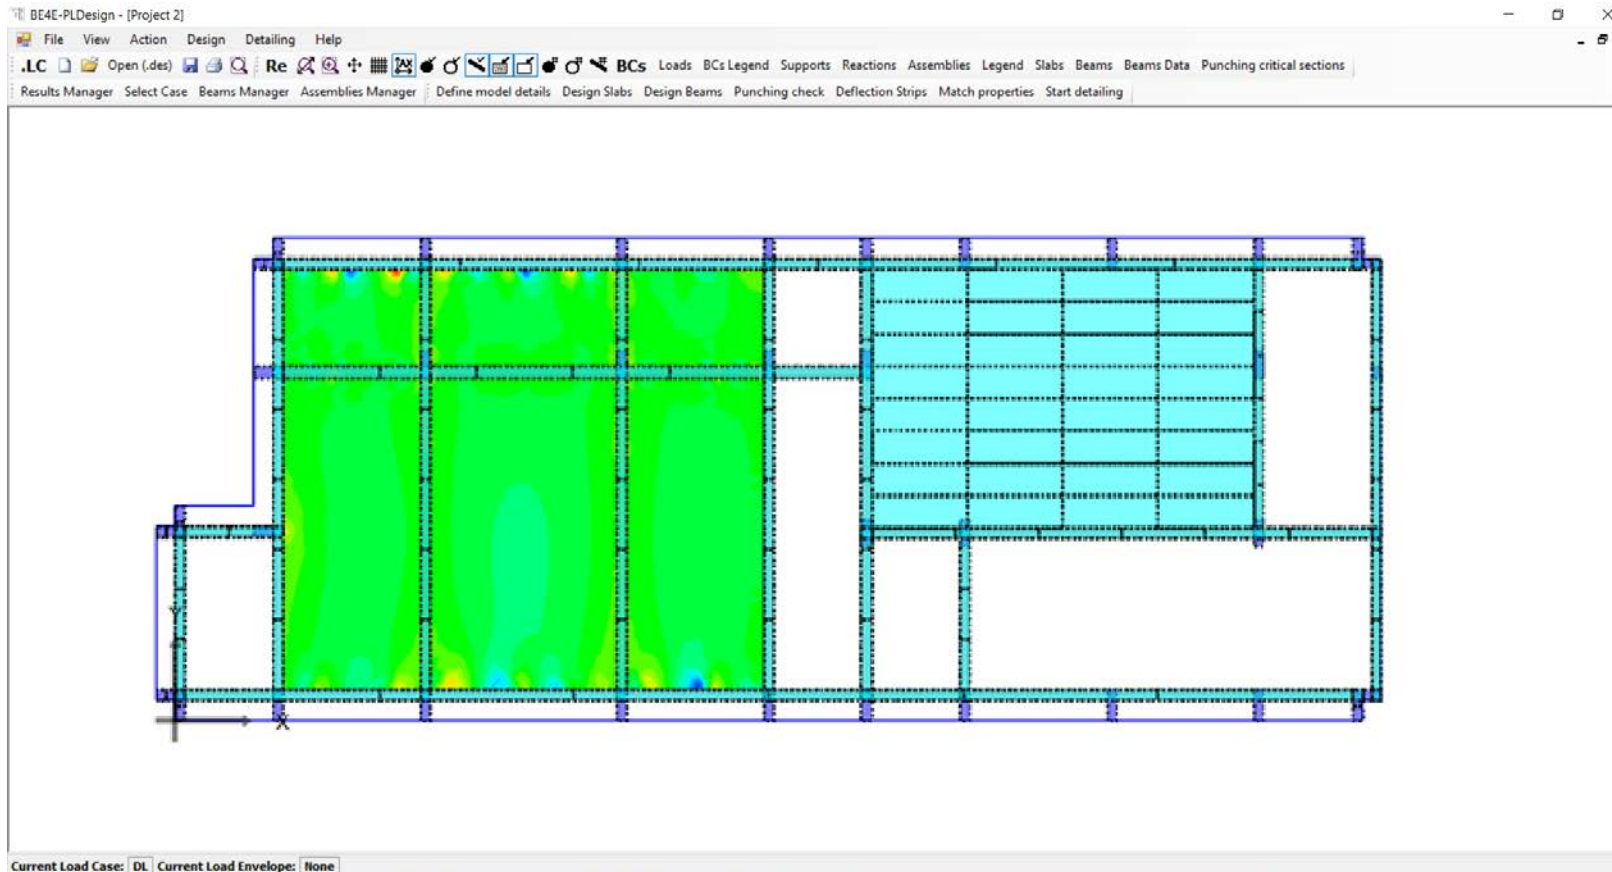 BE4E-PLDesign - [Project 2]
File View Action Design Detailing Help
.LC Open (.des) Re BCs Loads BCs Legend Supports Reactions Assemblies Legend Slabs Beams Beams Data Punching critical sections
Results Manager Select Case Beams Manager Assemblies Manager Define model details Design Slabs Design Beams Punching check Deflection Strips Match properties Start detailing
Y
X
Current Load Case: DL Current Load Envelope: None